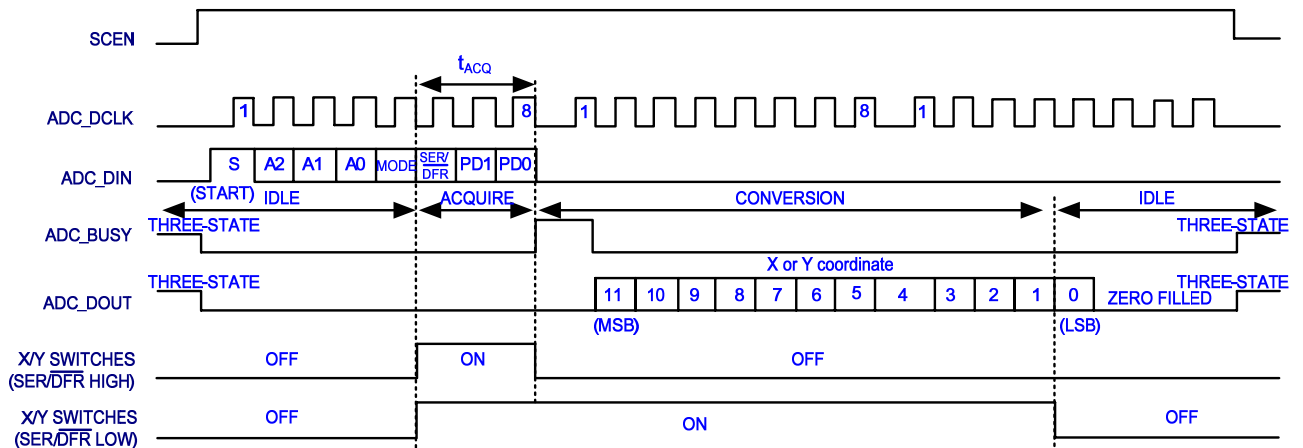 SCEN
tACQ
ADC_DCLK 1 8 1 8 1
ADC_DIN S A2 A1 A0 MODE SER/DFR PD1 PD0
(START)
IDLE ACQUIRE CONVERSION IDLE
THREE-STATE THREE-STATE
ADC_BUSY
X or Y coordinate
THREE-STATE THREE-STATE
ADC_DOUT 11 10 9 8 7 6 5 4 3 2 1 0 ZERO FILLED
(MSB) (LSB)
X/Y SWITCHES OFF ON OFF
(SER/DFR HIGH)
X/Y SWITCHES OFF ON OFF
(SER/DFR LOW)